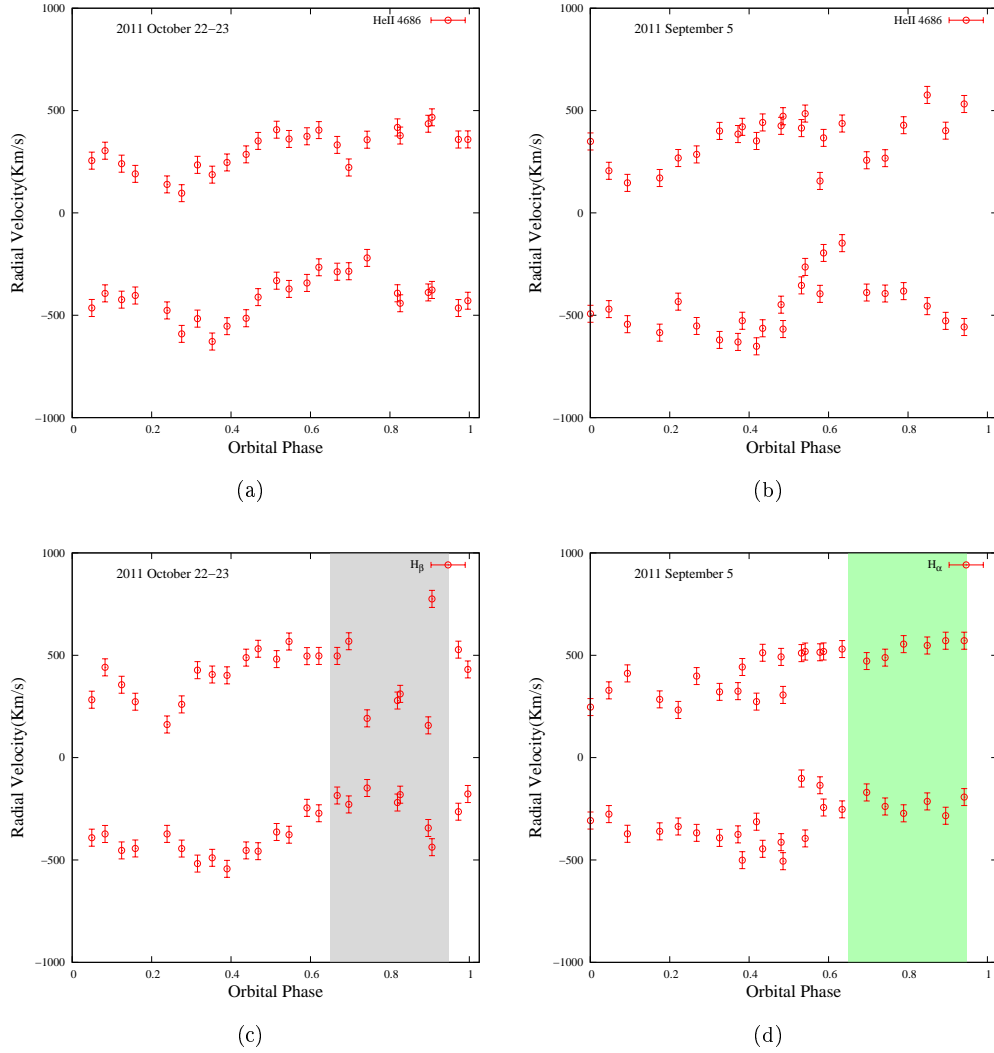 2011 October 22−23
HeII 4686
1000
500
0
−500
−1000
Radial Velocity(Km/s)
0 0.2 0.4 0.6 0.8 1
Orbital Phase
(a)
2011 September 5
HeII 4686
1000
500
0
−500
−1000
Radial Velocity(Km/s)
0 0.2 0.4 0.6 0.8 1
Orbital Phase
(b)
2011 October 22−23
Hβ
1000
500
0
−500
−1000
Radial Velocity(Km/s)
0 0.2 0.4 0.6 0.8 1
Orbital Phase
(c)
2011 September 5
Hα
1000
500
0
−500
−1000
Radial Velocity(Km/s)
0 0.2 0.4 0.6 0.8 1
Orbital Phase
(d)